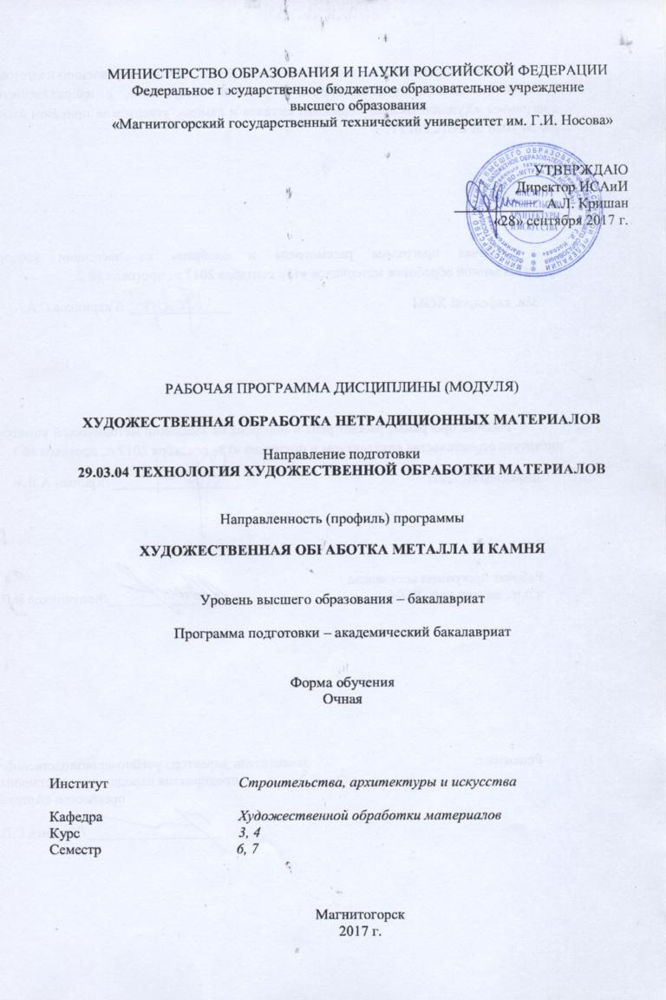 МИНИСТЕРСТВО ОБРАЗОВАНИЯ И НАУКИ РОССИЙСКОЙ ФЕДЕРАЦИИ
Федеральное государственное бюджетное образовательное учреждение
высшего образования
«Магнитогорский государственный технический университет им. Г.И. Носова»
УТВЕРЖДАЮ
Директор ИСАиИ
А.Л. Кришан
«28» сентября 2017 г.
РАБОЧАЯ ПРОГРАММА ДИСЦИПЛИНЫ (МОДУЛЯ)
ХУДОЖЕСТВЕННАЯ ОБРАБОТКА НЕТРАДИЦИОННЫХ МАТЕРИАЛОВ
Направление подготовки
29.03.04 ТЕХНОЛОГИЯ ХУДОЖЕСТВЕННОЙ ОБРАБОТКИ МАТЕРИАЛОВ
Направленность (профиль) программы
ХУДОЖЕСТВЕННАЯ ОБРАБОТКА МЕТАЛЛА И КАМНЯ
Уровень высшего образования – бакалавриат
Программа подготовки – академический бакалавриат
Форма обучения
Очная
Институт Строительства, архитектуры и искусства
Кафедра Художественной обработки материалов
Курс 3, 4
Семестр 6, 7
Магнитогорск
2017 г.